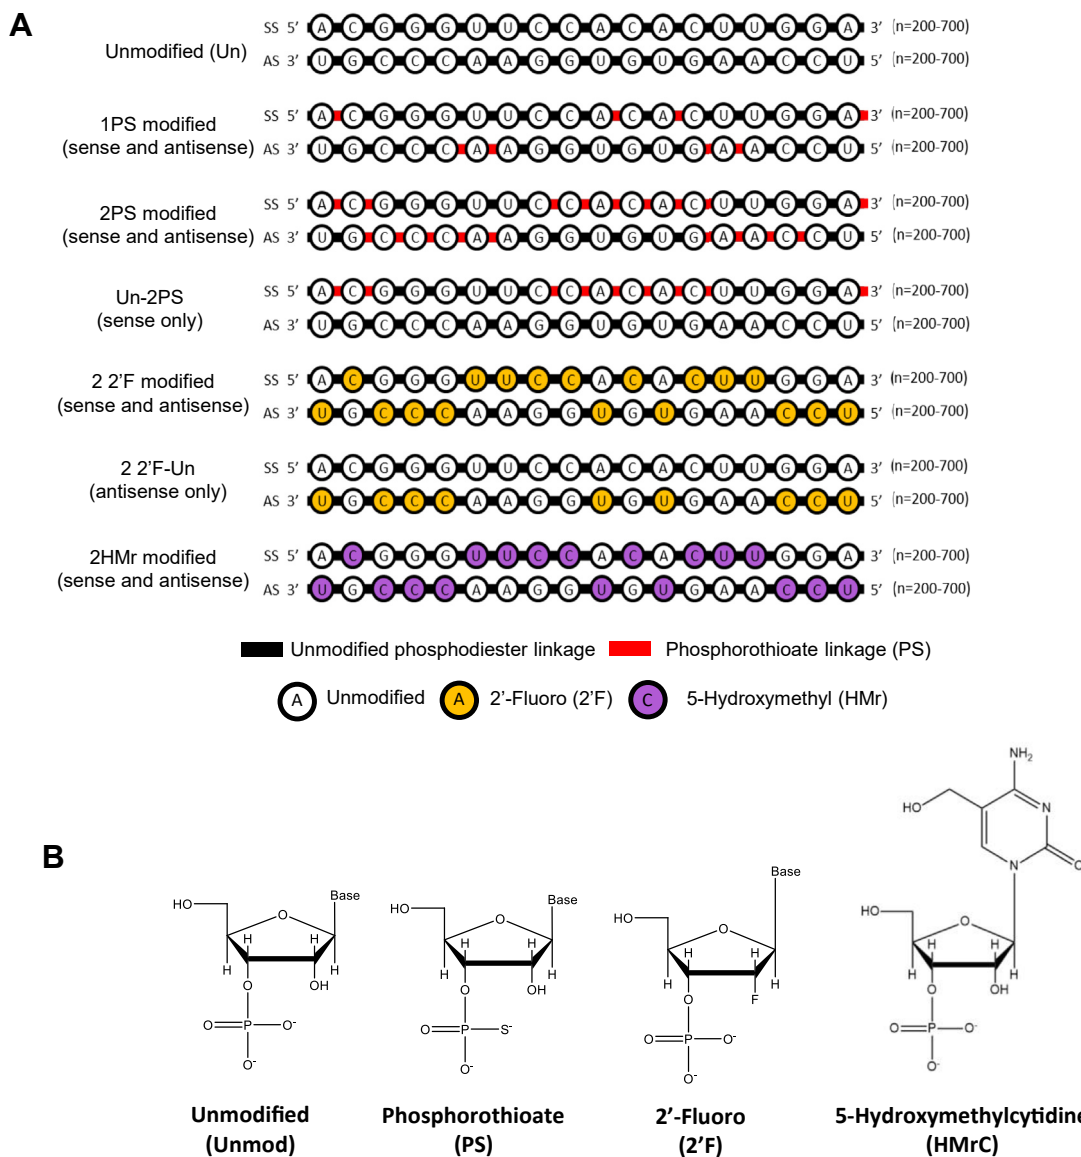 A
Unmodified (Un)
SS 5’ A C G G G U U C C A C A C U U G G A 3’ (n=200-700)
AS 3’ U G C C C A A G G U G U G A A C C U 5’ (n=200-700)
1PS modified
(sense and antisense)
SS 5’ A C G G G U U C C A C A C U U G G A 3’ (n=200-700)
AS 3’ U G C C C A A G G U G U G A A C C U 5’ (n=200-700)
2PS modified
(sense and antisense)
SS 5’ A C G G G U U C C A C A C U U G G A 3’ (n=200-700)
AS 3’ U G C C C A A G G U G U G A A C C U 5’ (n=200-700)
Un-2PS
(sense only)
SS 5’ A C G G G U U C C A C A C U U G G A 3’ (n=200-700)
AS 3’ U G C C C A A G G U G U G A A C C U 5’ (n=200-700)
2 2’F modified
(sense and antisense)
SS 5’ A C G G G U U C C A C A C U U G G A 3’ (n=200-700)
AS 3’ U G C C C A A G G U G U G A A C C U 5’ (n=200-700)
2 2’F-Un
(antisense only)
SS 5’ A C G G G U U C C A C A C U U G G A 3’ (n=200-700)
AS 3’ U G C C C A A G G U G U G A A C C U 5’ (n=200-700)
2HMr modified
(sense and antisense)
SS 5’ A C G G G U U C C A C A C U U G G A 3’ (n=200-700)
AS 3’ U G C C C A A G G U G U G A A C C U 5’ (n=200-700)
Unmodified phosphodiester linkage Phosphorothioate linkage (PS)
A Unmodified A 2’-Fluoro (2’F) C 5-Hydroxymethyl (HMr)
B
HO O Base H H H H O OH O P O- O-
HO O Base H H H H O OH O P S- O-
HO O Base H H H H O F O P O- O-
NH2 HO N N O HO O H H H H O OH O P O- O-
Unmodified
(Unmod)
Phosphorothioate
(PS)
2’-Fluoro
(2’F)
5-Hydroxymethylcytidine
(HMrC)